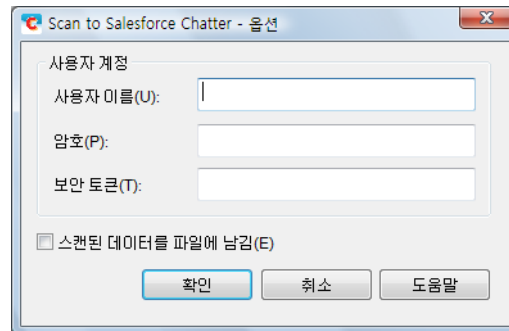 Scan to Salesforce Chatter - 옵션
사용자 계정
사용자 이름(U):
암호(P):
보안 토큰(T):
스캔된 데이터를 파일에 남김(E)
확인 취소 도움말